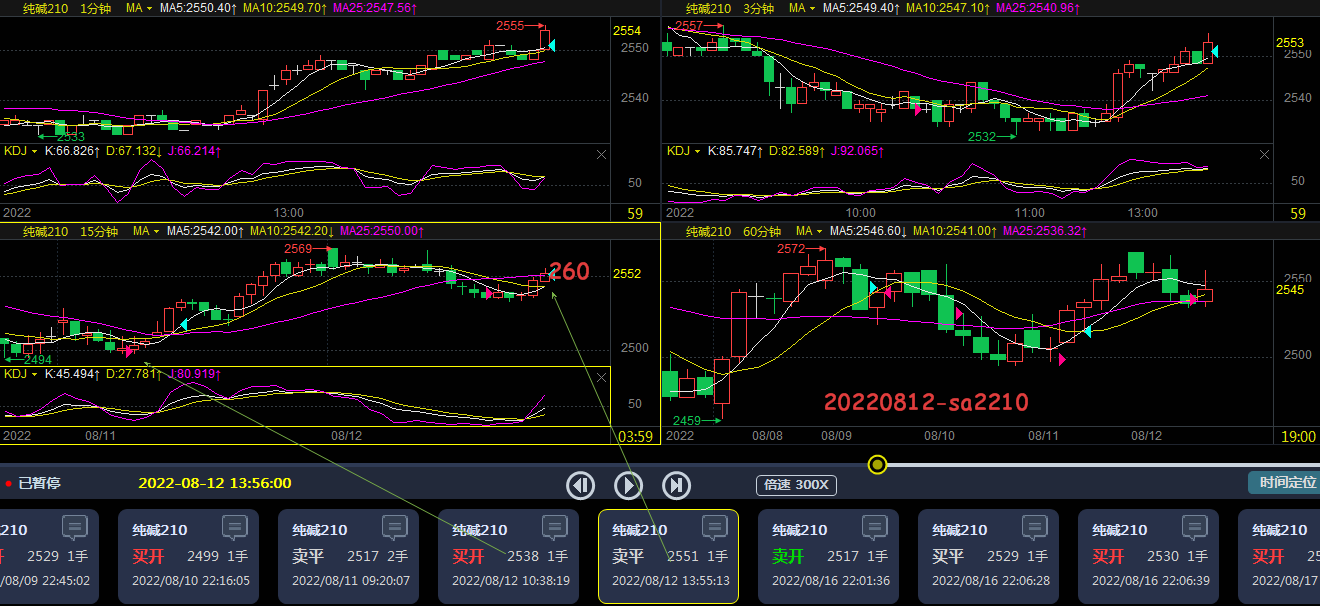 纯碱210 1分钟 MA MA5:2550.40↑ MA10:2549.70↑ MA25:2547.56↑
2555
2554
2550
2540
2533
KDJ K:66.826↑ D:67.132↓ J:66.214↑
50
2022 13:00 59
纯碱210 3分钟 MA MA5:2549.40↑ MA10:2547.10↑ MA25:2540.96↑
2557
2553
2550
2540
2532
KDJ K:85.747↑ D:82.589↑ J:92.065↑
50
2022 10:00 11:00 13:00 59
纯碱210 15分钟 MA MA5:2542.00↑ MA10:2542.20↓ MA25:2550.00↑
2569
260
2552
2500
2494
KDJ K:45.494↑ D:27.781↑ J:80.919↑
50
2022 08/11 08/12 03:59
纯碱210 60分钟 MA MA5:2546.60↓ MA10:2541.00↑ MA25:2536.32↑
2572
2550
2545
2500
20220812-sa2210
2459
2022 08/08 08/09 08/10 08/11 08/12 19:00
已暂停 2022-08-12 13:56:00 倍速 300X 时间定位
210
开 2529 1手
/08/09 22:45:02
纯碱210
买开 2499 1手
2022/08/10 22:16:05
纯碱210
卖平 2517 2手
2022/08/11 09:20:07
纯碱210
买开 2538 1手
2022/08/12 10:38:19
纯碱210
卖平 2551 1手
2022/08/12 13:55:13
纯碱210
卖开 2517 1手
2022/08/16 22:01:36
纯碱210
买平 2529 1手
2022/08/16 22:06:28
纯碱210
买开 2530 1手
2022/08/16 22:06:39
纯碱210
买开 25
2022/08/17